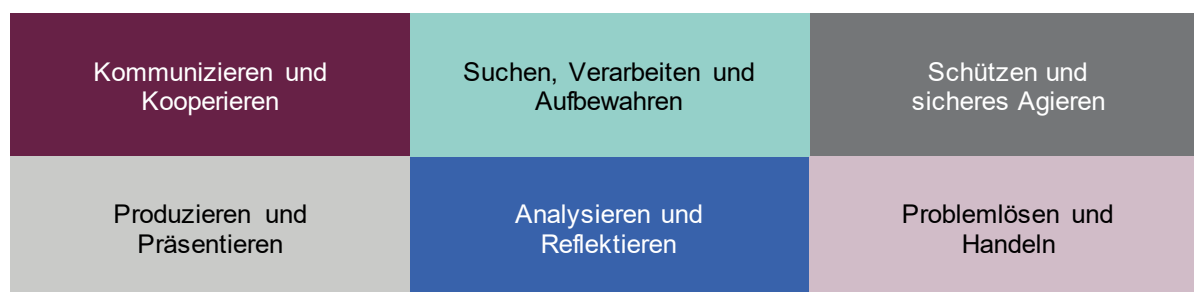 Kommunizieren und
Kooperieren
Suchen, Verarbeiten und
Aufbewahren
Schützen und
sicheres Agieren
Produzieren und
Präsentieren
Analysieren und
Reflektieren
Problemlösen und
Handeln